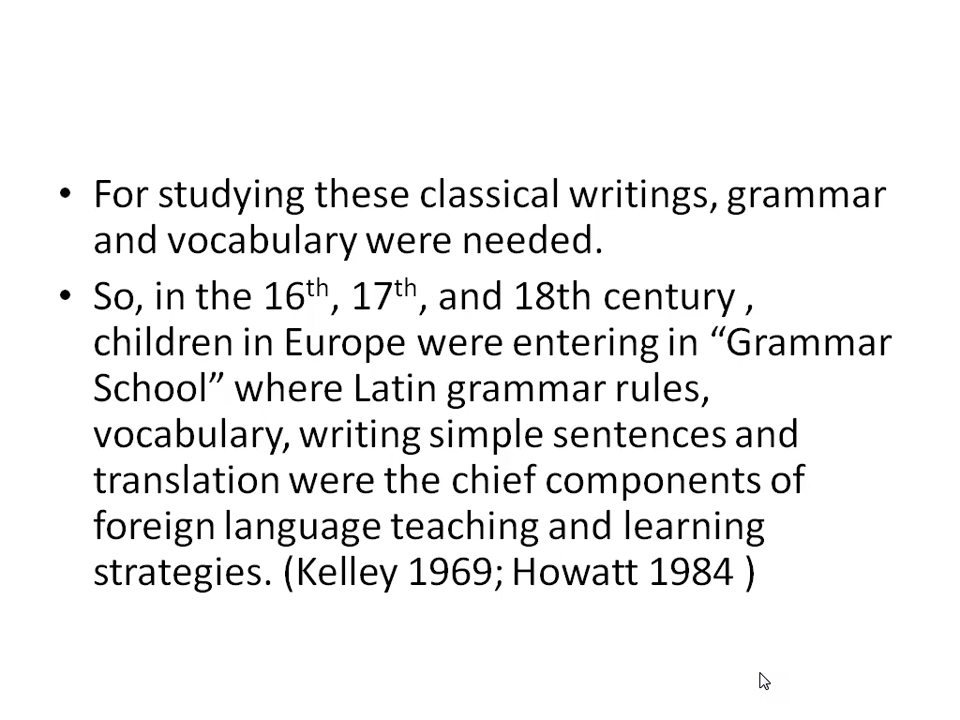 • For studying these classical writings, grammar
and vocabulary were needed.
• So, in the 16th, 17th, and 18th century ,
children in Europe were entering in “Grammar
School” where Latin grammar rules,
vocabulary, writing simple sentences and
translation were the chief components of
foreign language teaching and learning
strategies. (Kelley 1969; Howatt 1984 )